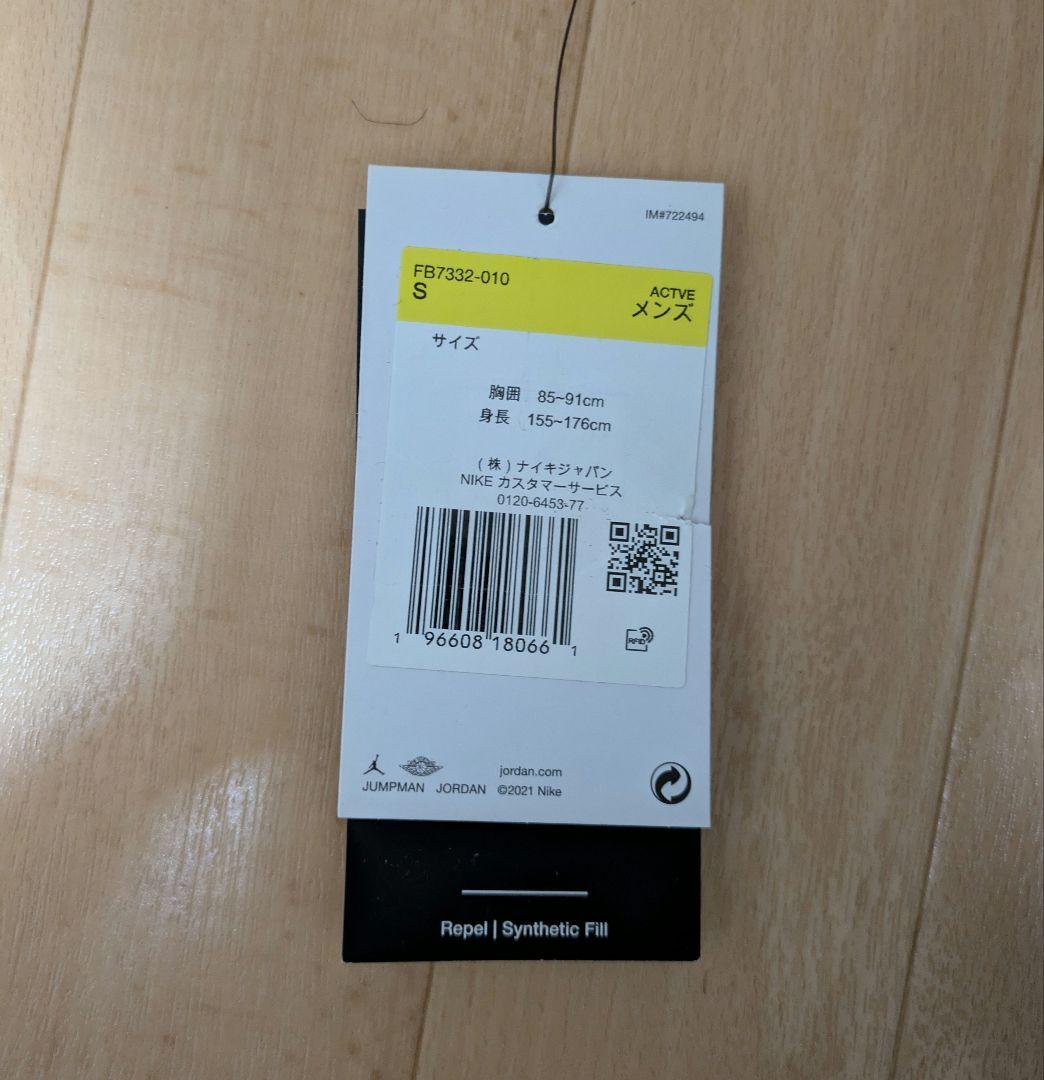 IM#722494
FB7332-010
S
ACTVE
メンズ
サイズ
胸囲 85~91cm
身長 155~176cm
(株)ナイキジャパン
NIKE カスタマーサービス
0120-6453-77
1 96608 18066 1
RFID
JUMPMAN JORDAN
jordan.com
©2021 Nike
Repel | Synthetic Fill